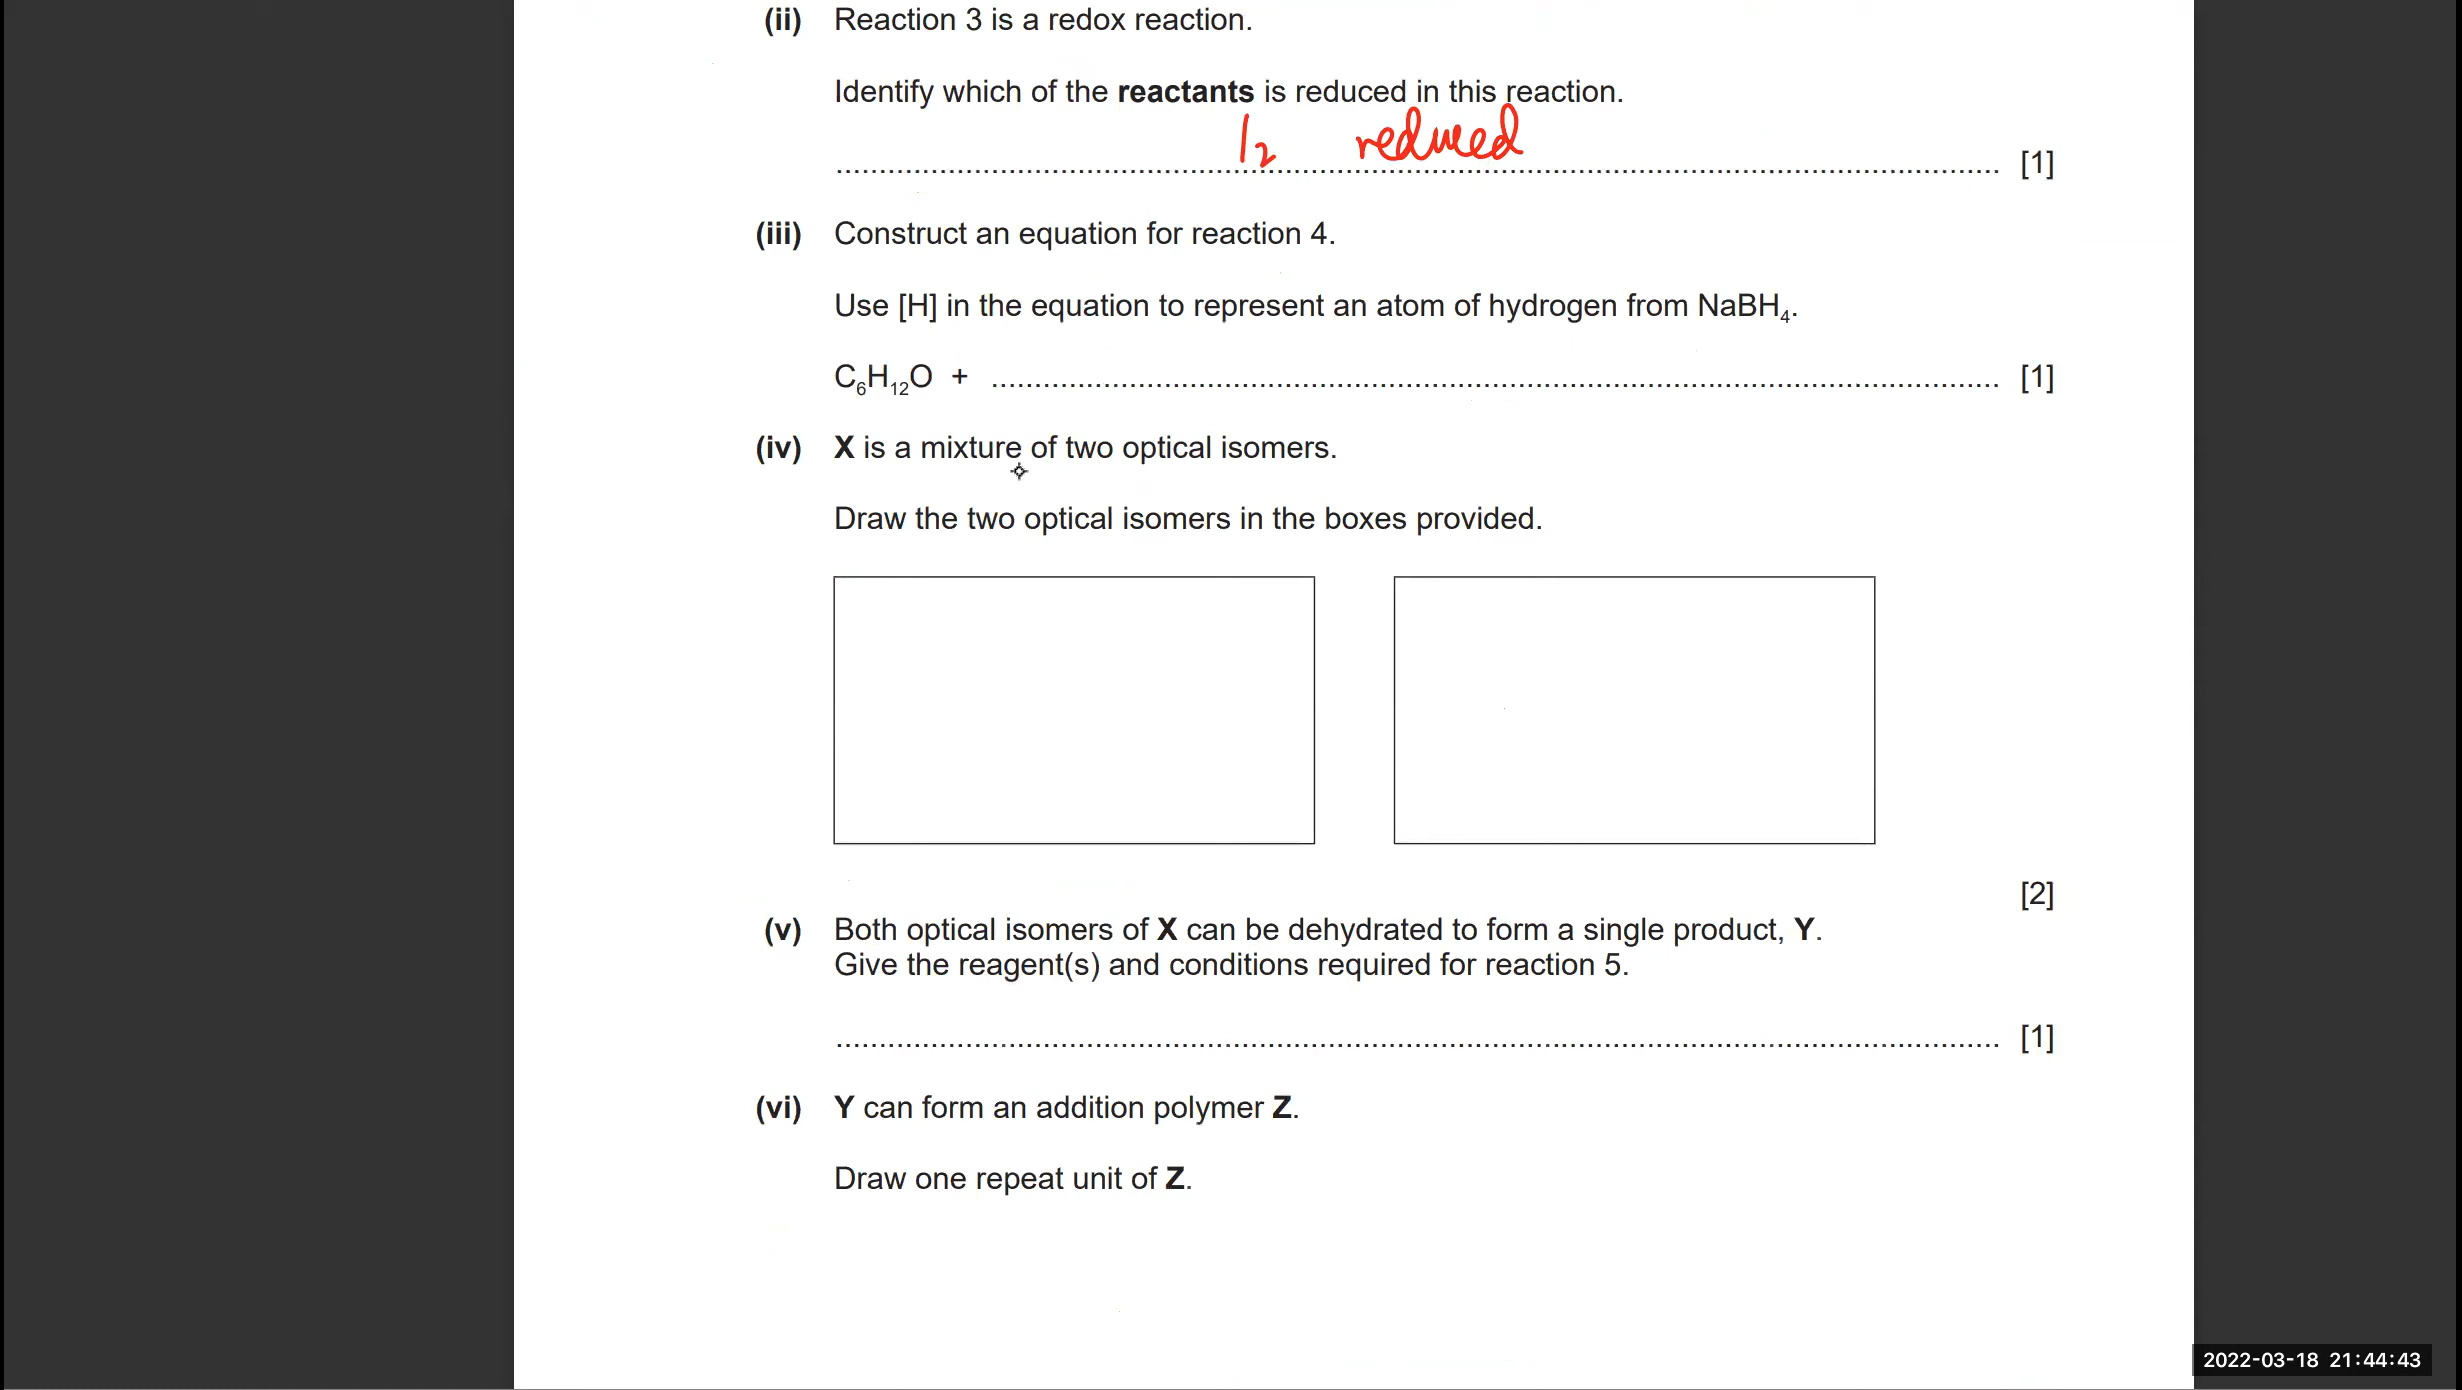 (ii) Reaction 3 is a redox reaction.
Identify which of the reactants is reduced in this reaction.
I₂ reduced
.......................................................................................................................................... [1]
(iii) Construct an equation for reaction 4.
Use [H] in the equation to represent an atom of hydrogen from NaBH₄.
C₆H₁₂O + ....................................................................................................................... [1]
(iv) X is a mixture of two optical isomers.
Draw the two optical isomers in the boxes provided.
[2]
(v) Both optical isomers of X can be dehydrated to form a single product, Y.
Give the reagent(s) and conditions required for reaction 5.
.......................................................................................................................................... [1]
(vi) Y can form an addition polymer Z.
Draw one repeat unit of Z.
2022-03-18 21:44:43